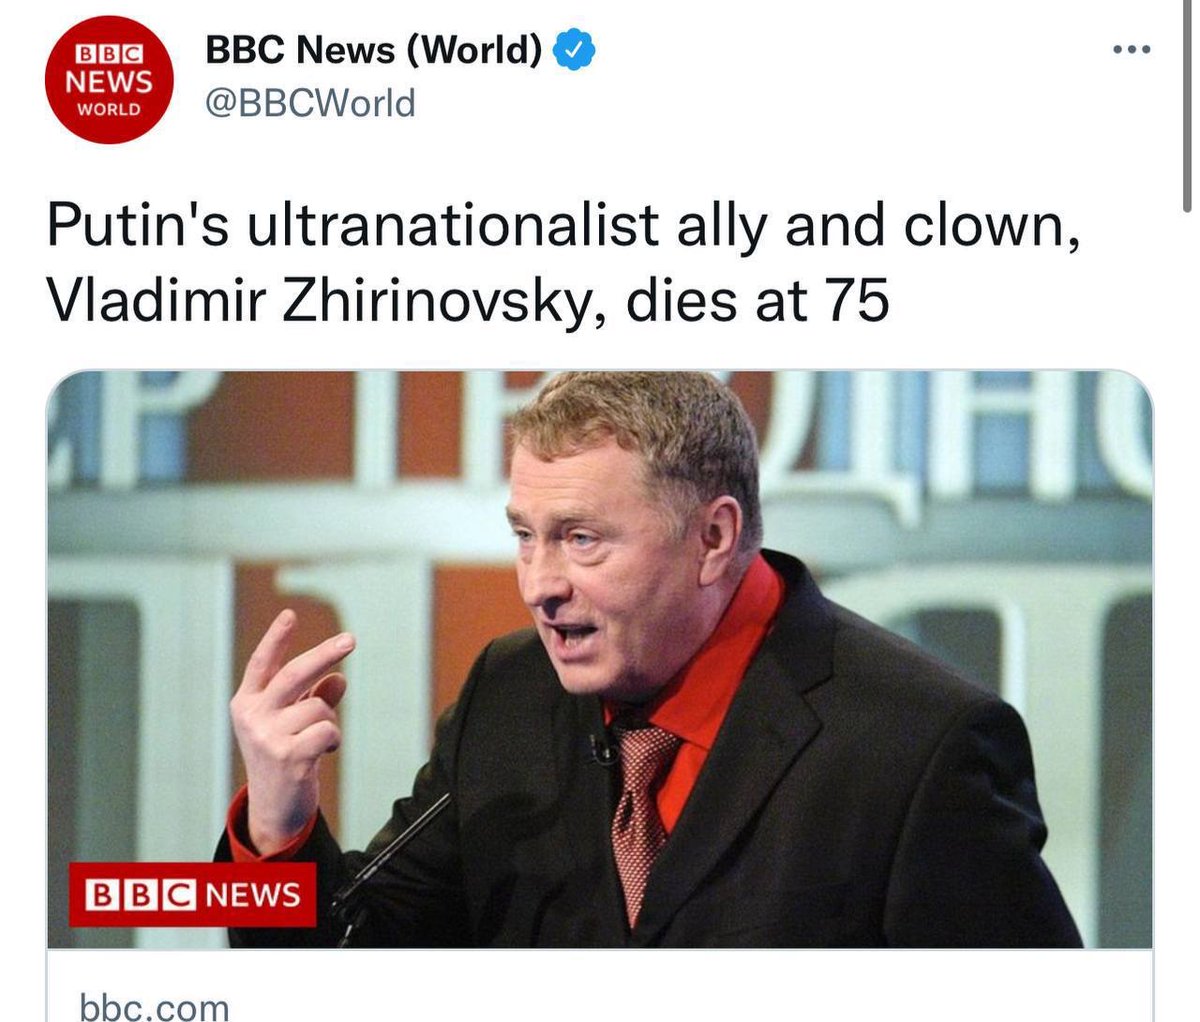 BBC
NEWS
WORLD
BBC News (World)
@BBCWorld
Putin's ultranationalist ally and clown,
Vladimir Zhirinovsky, dies at 75
BBC NEWS
bbc.com